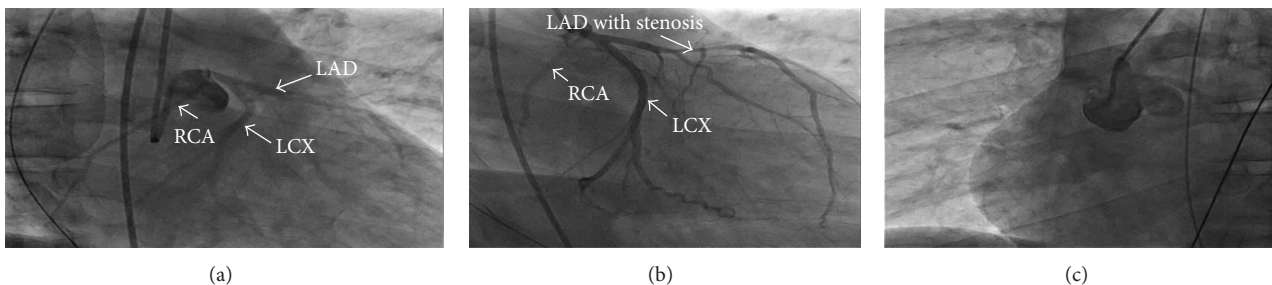 LAD
RCA
LCX
LAD with stenosis
RCA
LCX
(a)
(b)
(c)